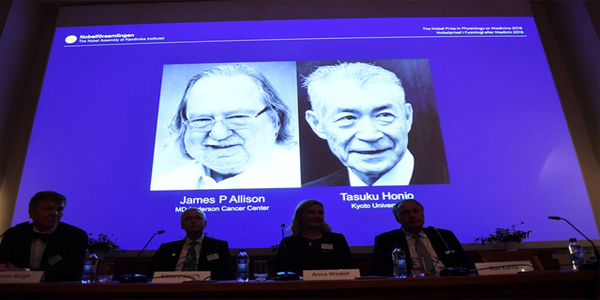 Nobelförsamlingen
The Nobel Assembly at Karolinska Institutet
The Nobel Prize in Physiology or Medicine 2018
Nobelpriset i Fysiologi eller Medicin 2018
James P Allison
MD Anderson Cancer Center
Tasuku Honjo
Kyoto
Anna Wedell